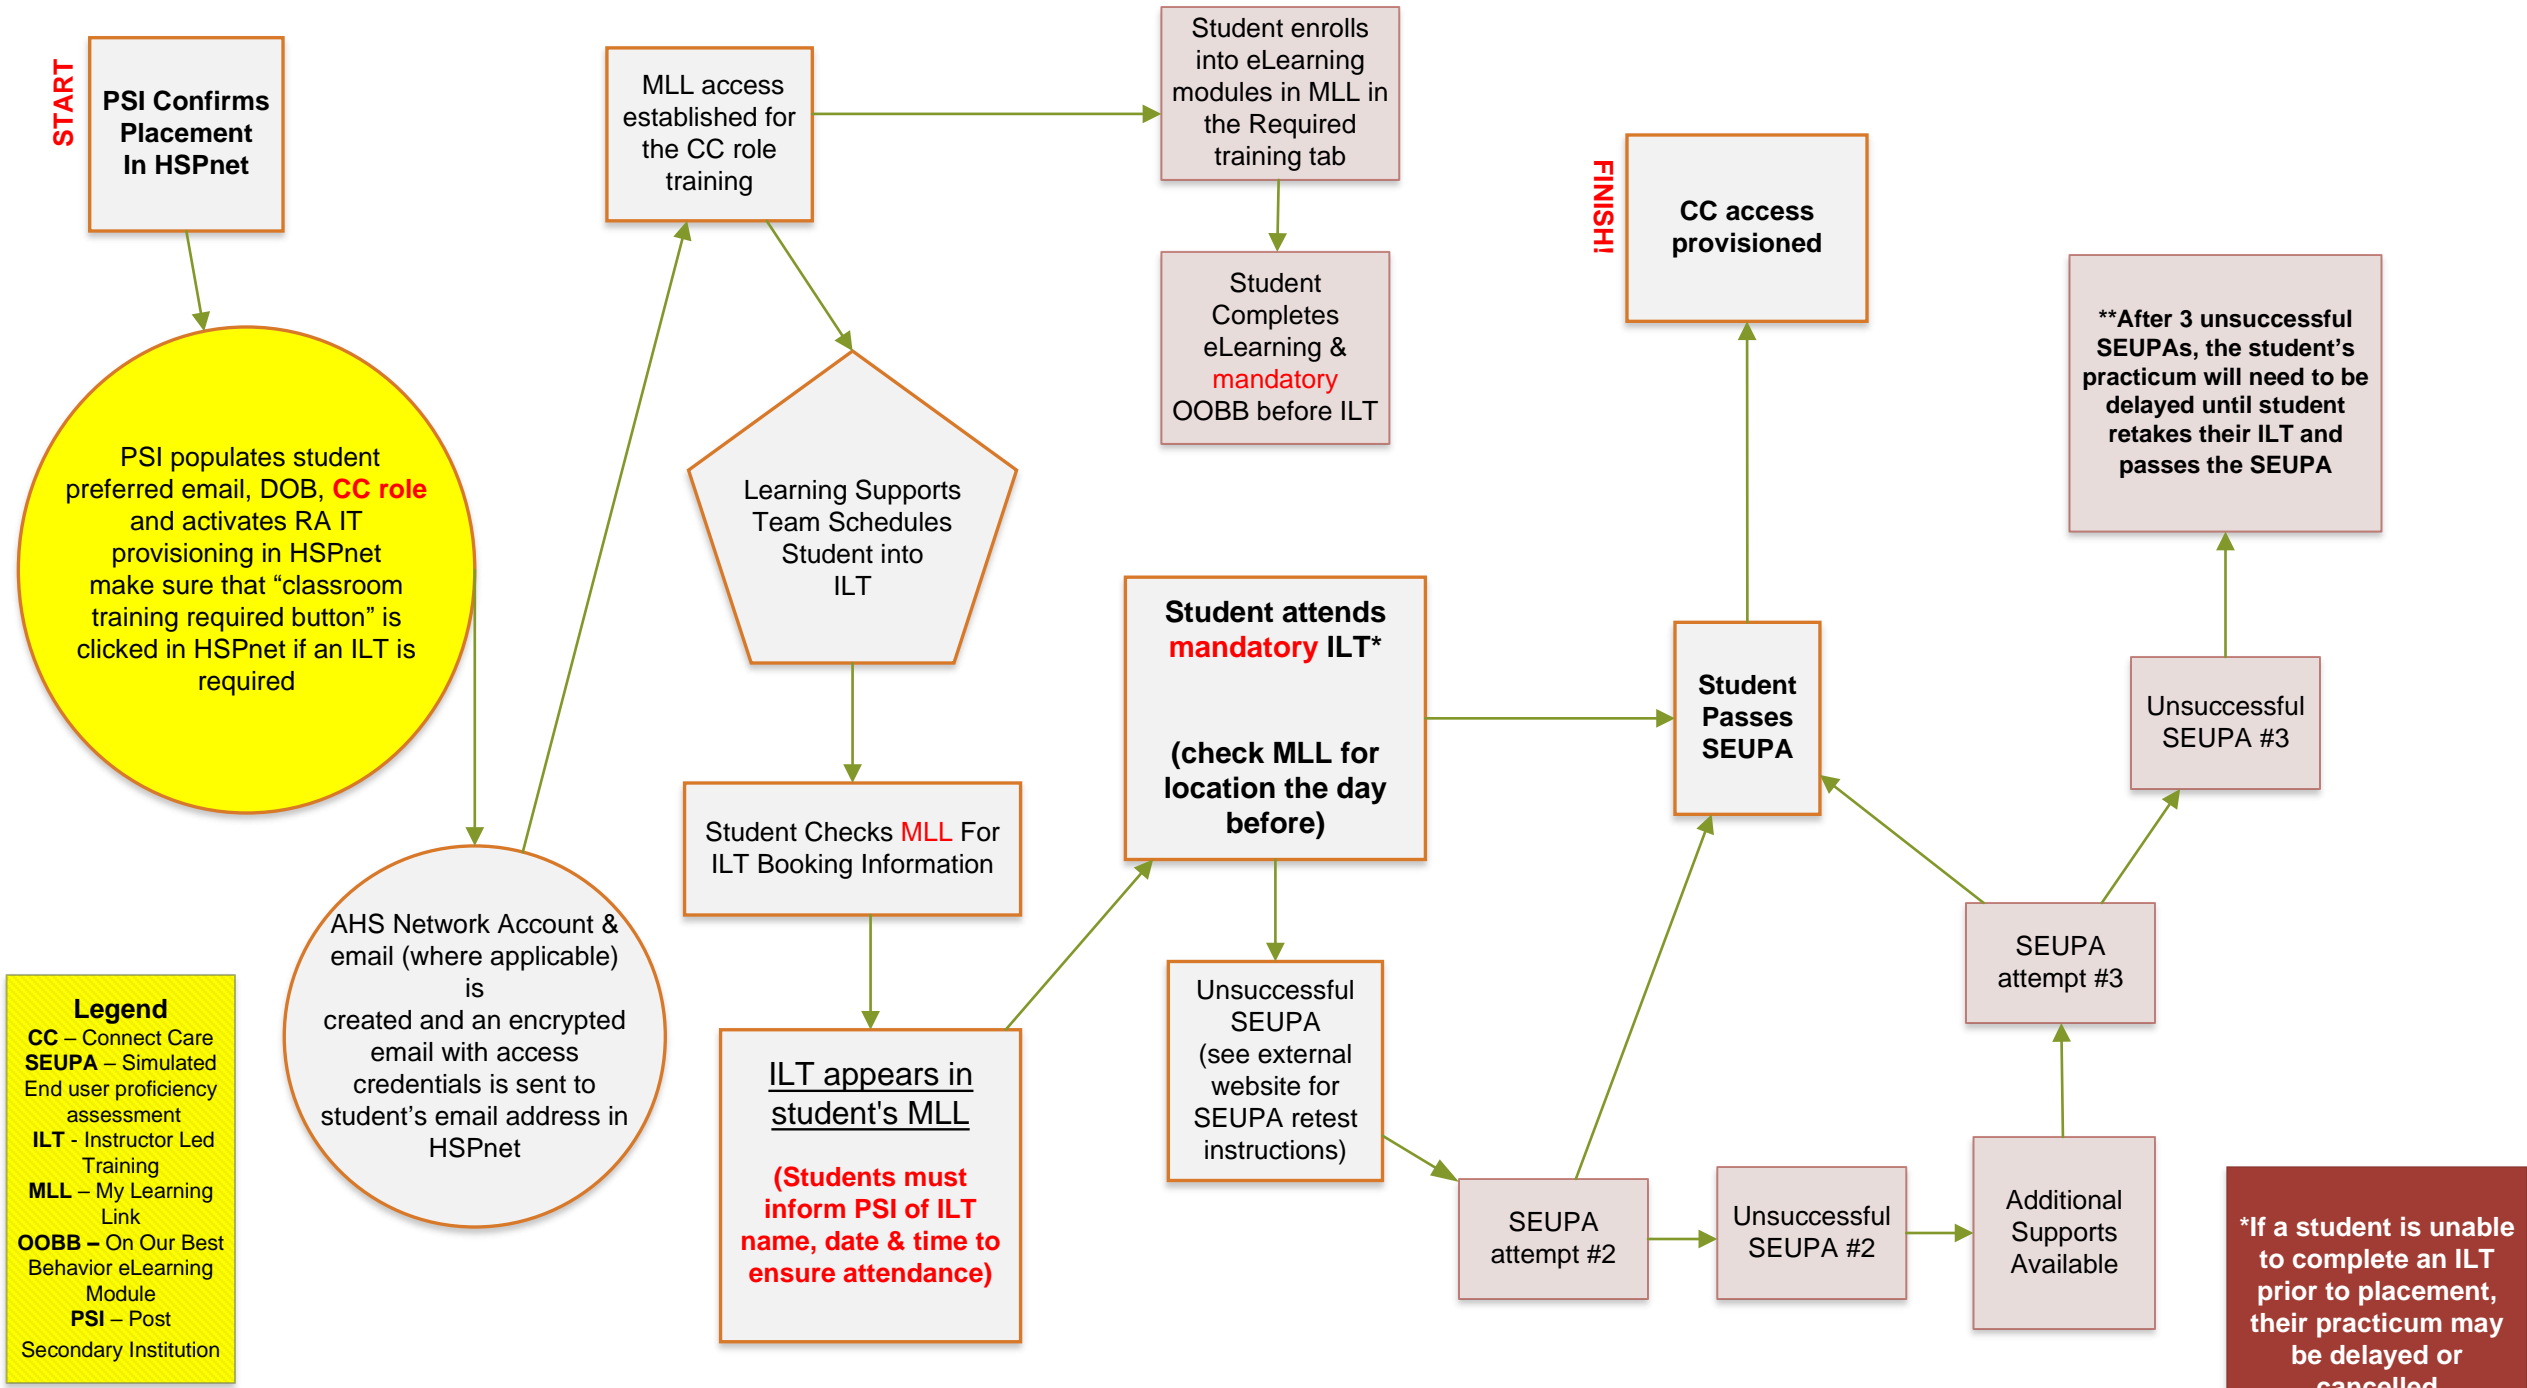 START
PSI Confirms
Placement
In HSPnet
PSI populates student
preferred email, DOB, CC role
and activates RA IT
provisioning in HSPnet
make sure that “classroom
training required button” is
clicked in HSPnet if an ILT is
required
AHS Network Account &
email (where applicable)
is
created and an encrypted
email with access
credentials is sent to
student’s email address in
HSPnet
MLL access
established for
the CC role
training
Student enrolls
into eLearning
modules in MLL in
the Required
training tab
Student
Completes
eLearning &
mandatory
OOBB before ILT
Learning Supports
Team Schedules
Student into
ILT
Student Checks MLL For
ILT Booking Information
ILT appears in
student's MLL
(Students must
inform PSI of ILT
name, date & time to
ensure attendance)
Student attends
mandatory ILT*
(check MLL for
location the day
before)
Unsuccessful
SEUPA
(see external
website for
SEUPA retest
instructions)
SEUPA
attempt #2
Unsuccessful
SEUPA #2
Additional
Supports
Available
SEUPA
attempt #3
Unsuccessful
SEUPA #3
**After 3 unsuccessful
SEUPAs, the student’s
practicum will need to be
delayed until student
retakes their ILT and
passes the SEUPA
Student
Passes
SEUPA
FINISH!
CC access
provisioned
Legend
CC – Connect Care
SEUPA – Simulated
End user proficiency
assessment
ILT - Instructor Led
Training
MLL – My Learning
Link
OOBB – On Our Best
Behavior eLearning
Module
PSI – Post
Secondary Institution
*If a student is unable
to complete an ILT
prior to placement,
their practicum may
be delayed or
cancelled